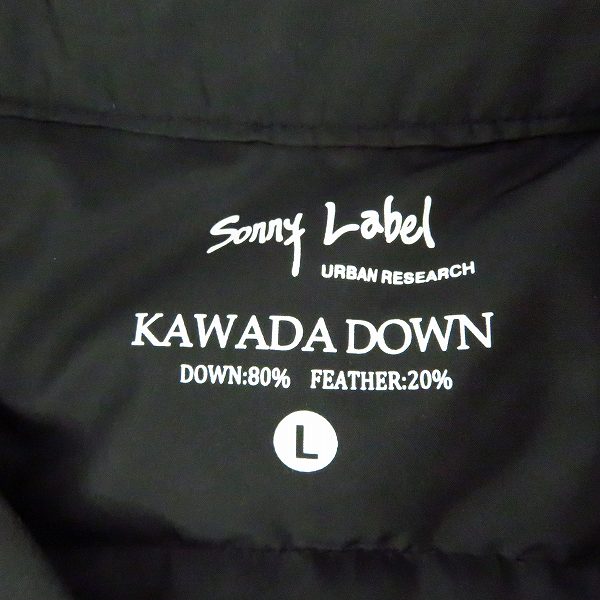 Sonny Label
URBAN RESEARCH
KAWADA DOWN
DOWN:80% FEATHER:20%
L